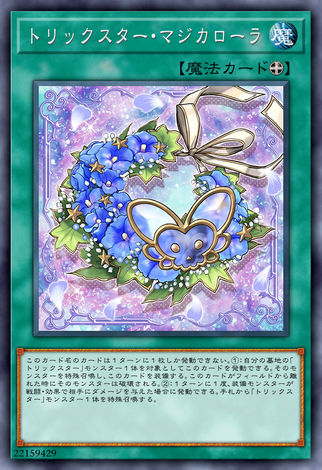 トリックスター・マジカローラ 魔
【魔法カード】
このカード名のカードは1ターンに1枚しか発動できない。①:自分の墓地の「
トリックスター」モンスター1体を対象としてこのカードを発動できる。そのモ
ンスターを特殊召喚し、このカードを装備する。このカードがフィールドから離
れた時にそのモンスターは破壊される。②:1ターンに1度、装備モンスターが
戦闘・効果で相手にダメージを与えた場合に発動できる。手札から「トリックス
ター」モンスター1体を特殊召喚する。
22159429